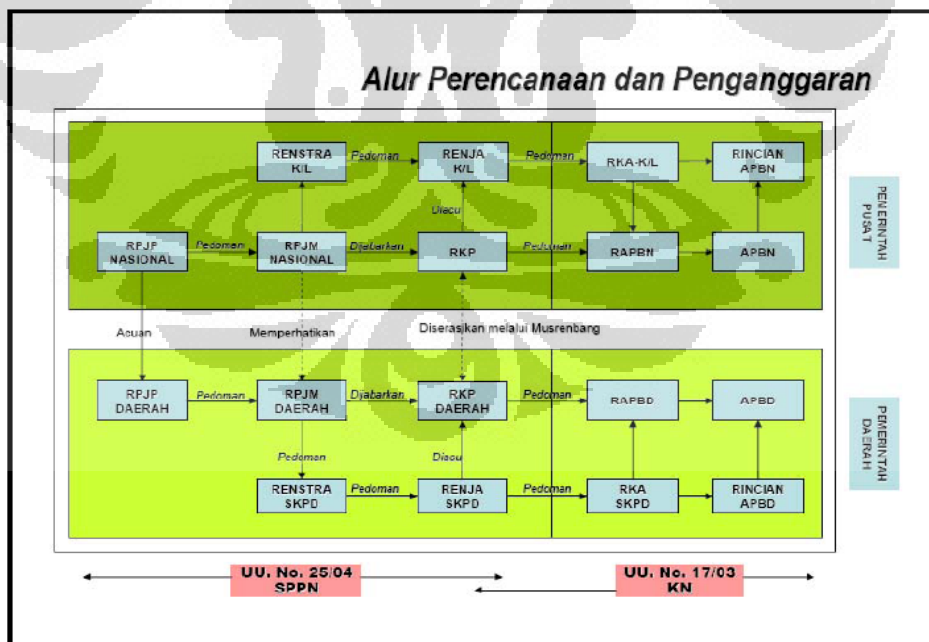 Alur Perencanaan dan Penganggaran
RENSTRA
K/L
Pedoman
RENJA
K/L
Pedoman
RKA-K/L
RINCIAN
APBN
Diacu
RPJP
NASIONAL
Pedoman
RPJM
NASIONAL
Dijabarkan
RKP
Pedoman
RAPBN
APBN
PEMERINTAH
PUSAT
Acuan
Memperhatikan
Diserasikan melalui Musrenbang
RPJP
DAERAH
Pedoman
RPJM
DAERAH
Dijabarkan
RKP
DAERAH
Pedoman
RAPBD
APBD
PEMERINTAH
DAERAH
Pedoman
Diacu
RENSTRA
SKPD
Pedoman
RENJA
SKPD
Pedoman
RKA
SKPD
RINCIAN
APBD
UU. No. 25/04
SPPN
UU. No. 17/03
KN